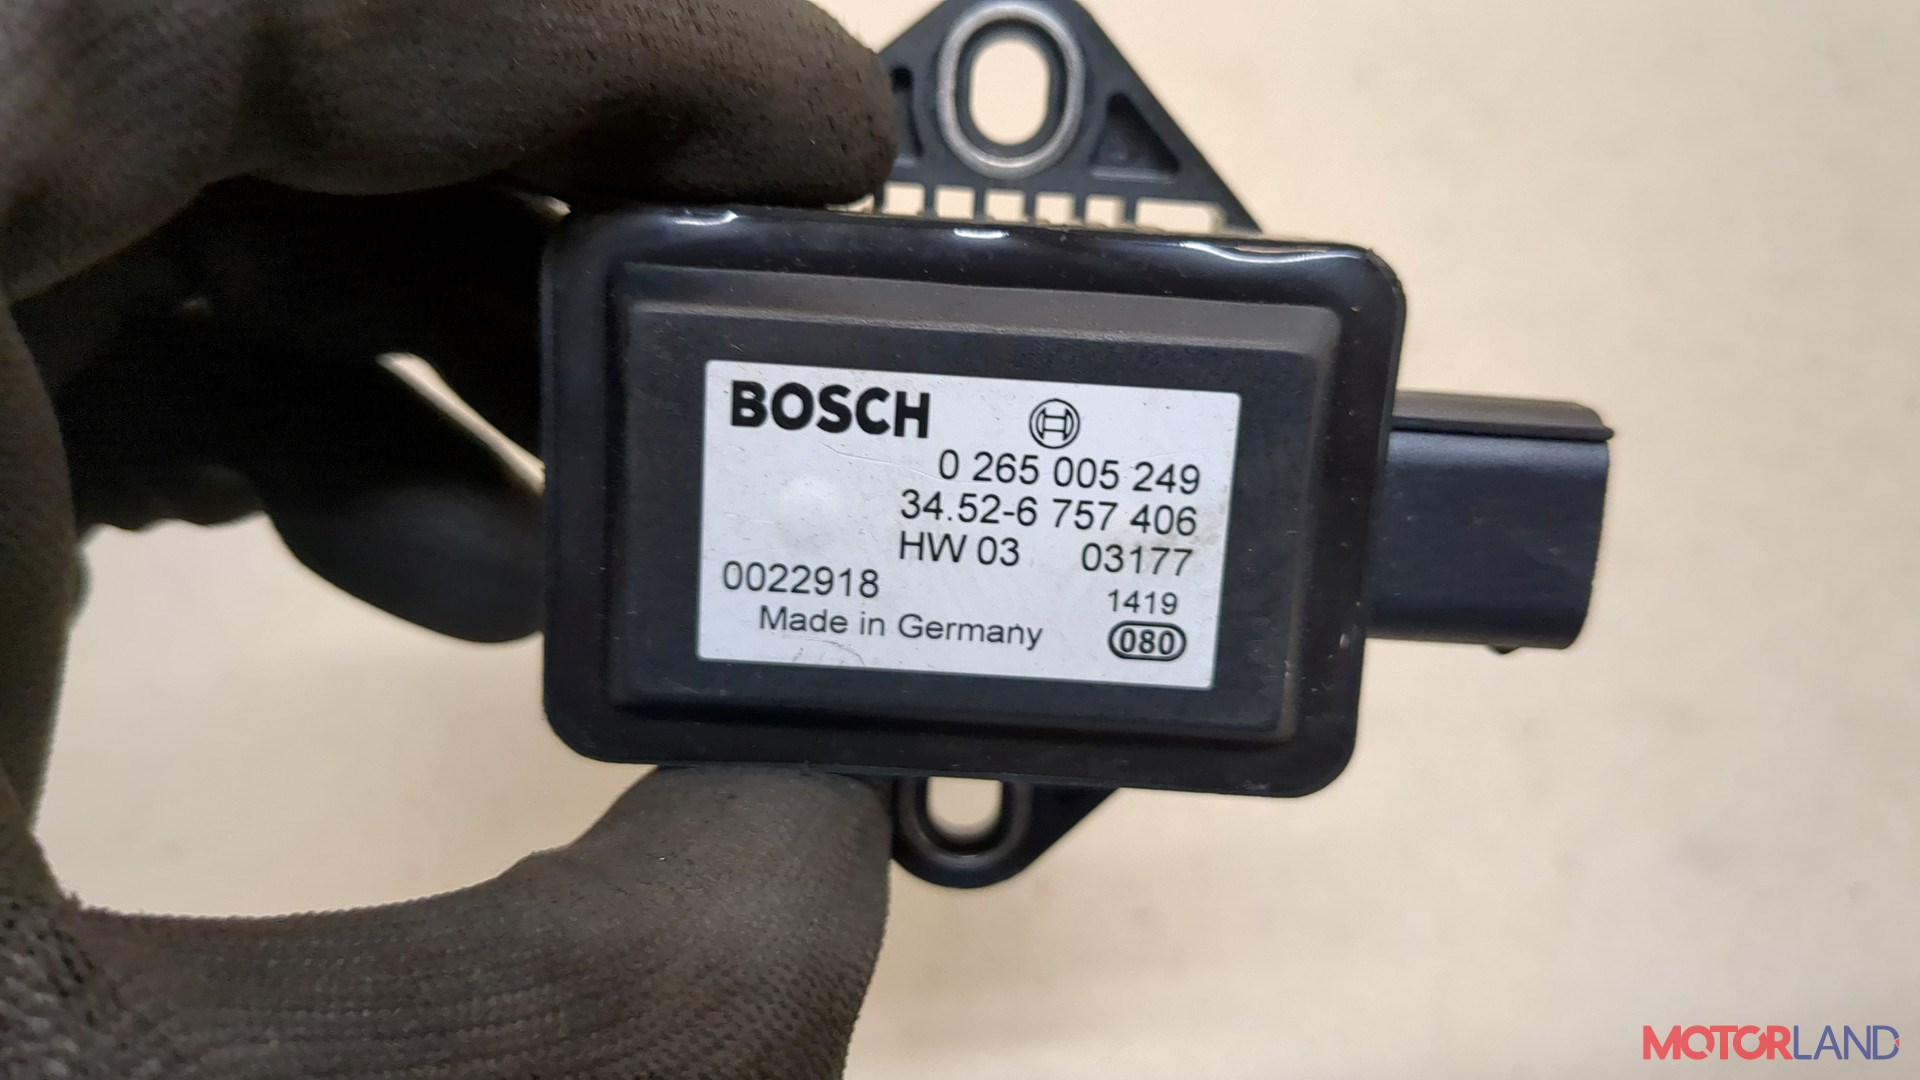 BOSCH
0 265 005 249
34.52-6 757 406
HW 03 03177
0022918
1419
Made in Germany
080
MOTORLAND